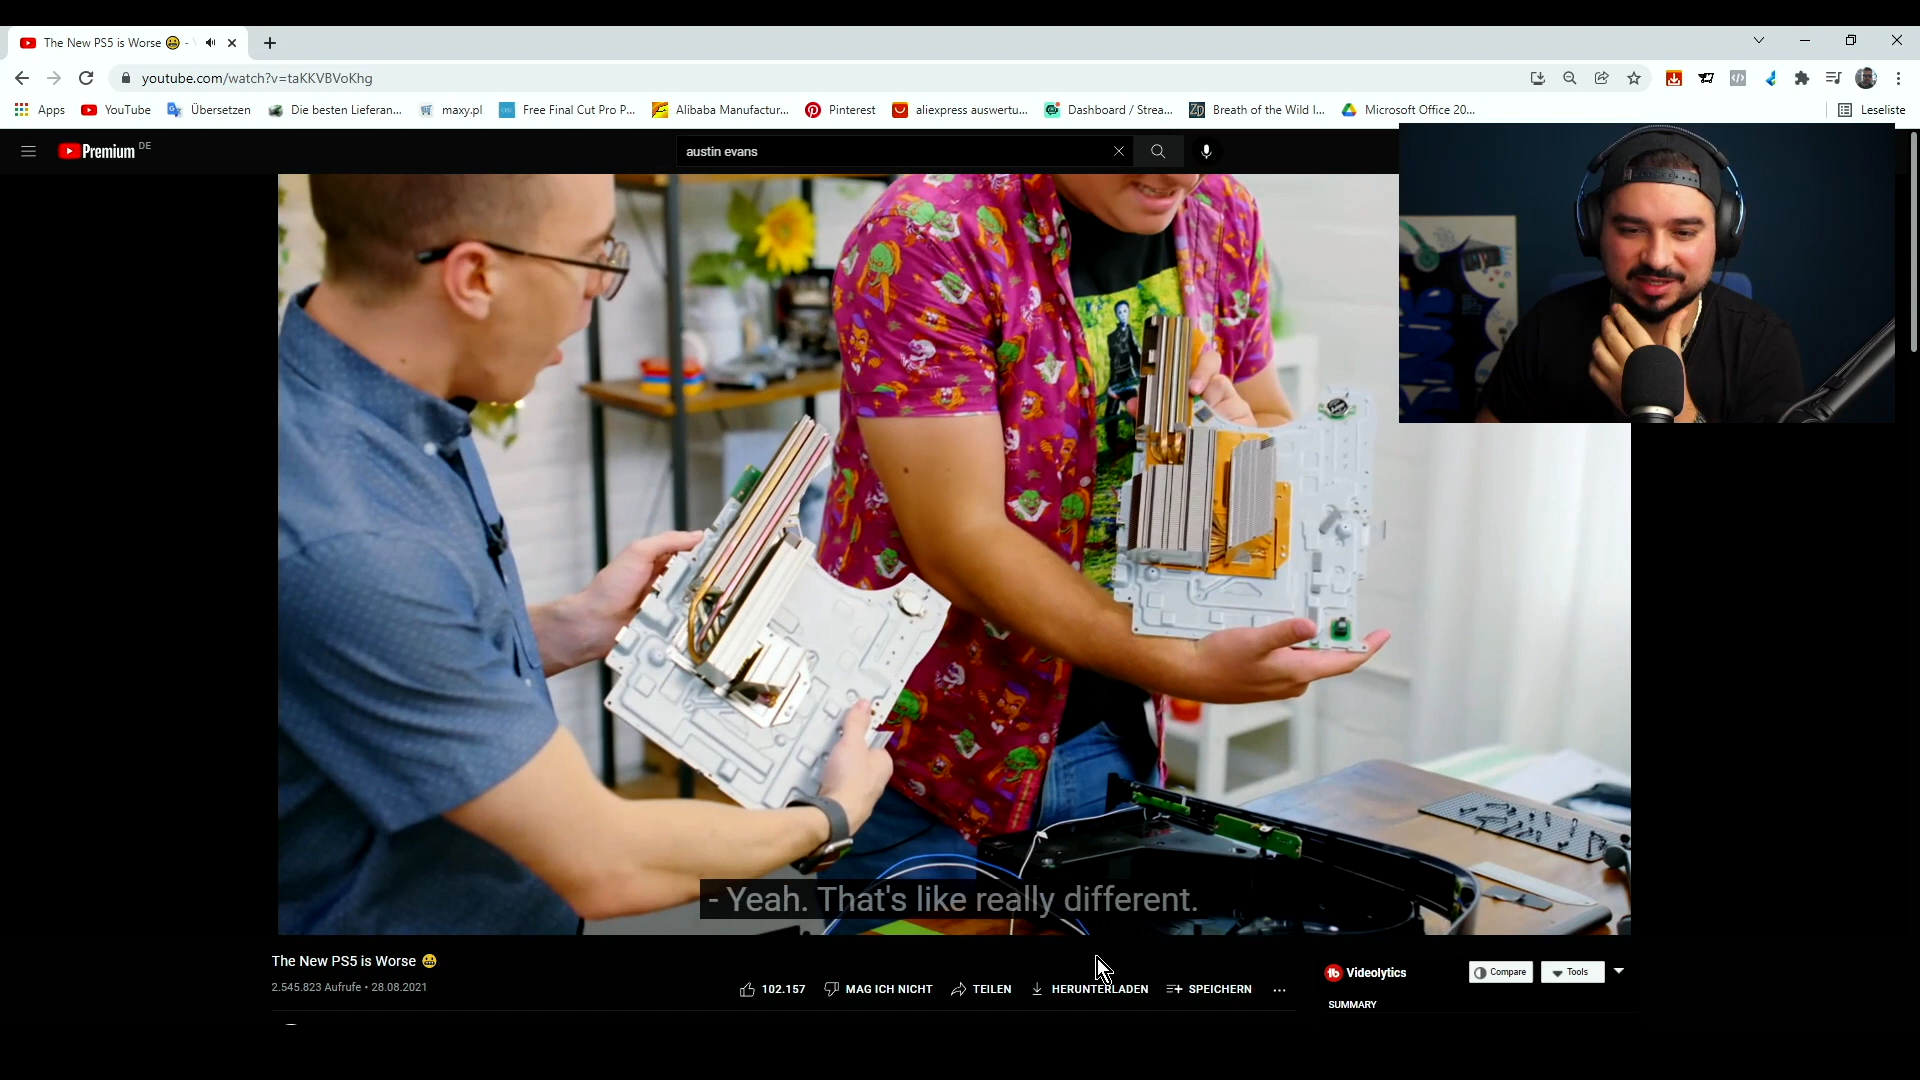 The New PS5 is Worse 😬 -
youtube.com/watch?v=taKKVBVoKhg
Apps YouTube Übersetzen Die besten Lieferan... maxy.pl Free Final Cut Pro P... Alibaba Manufactur... Pinterest aliexpress auswertu... Dashboard / Strea... Breath of the Wild I... Microsoft Office 20... Leseliste
Premium DE
austin evans
- Yeah. That's like really different.
The New PS5 is Worse 😬
2.545.823 Aufrufe • 28.08.2021
102.157 MAG ICH NICHT TEILEN HERUNTERLADEN SPEICHERN ...
tb Videolytics
Compare
Tools
SUMMARY